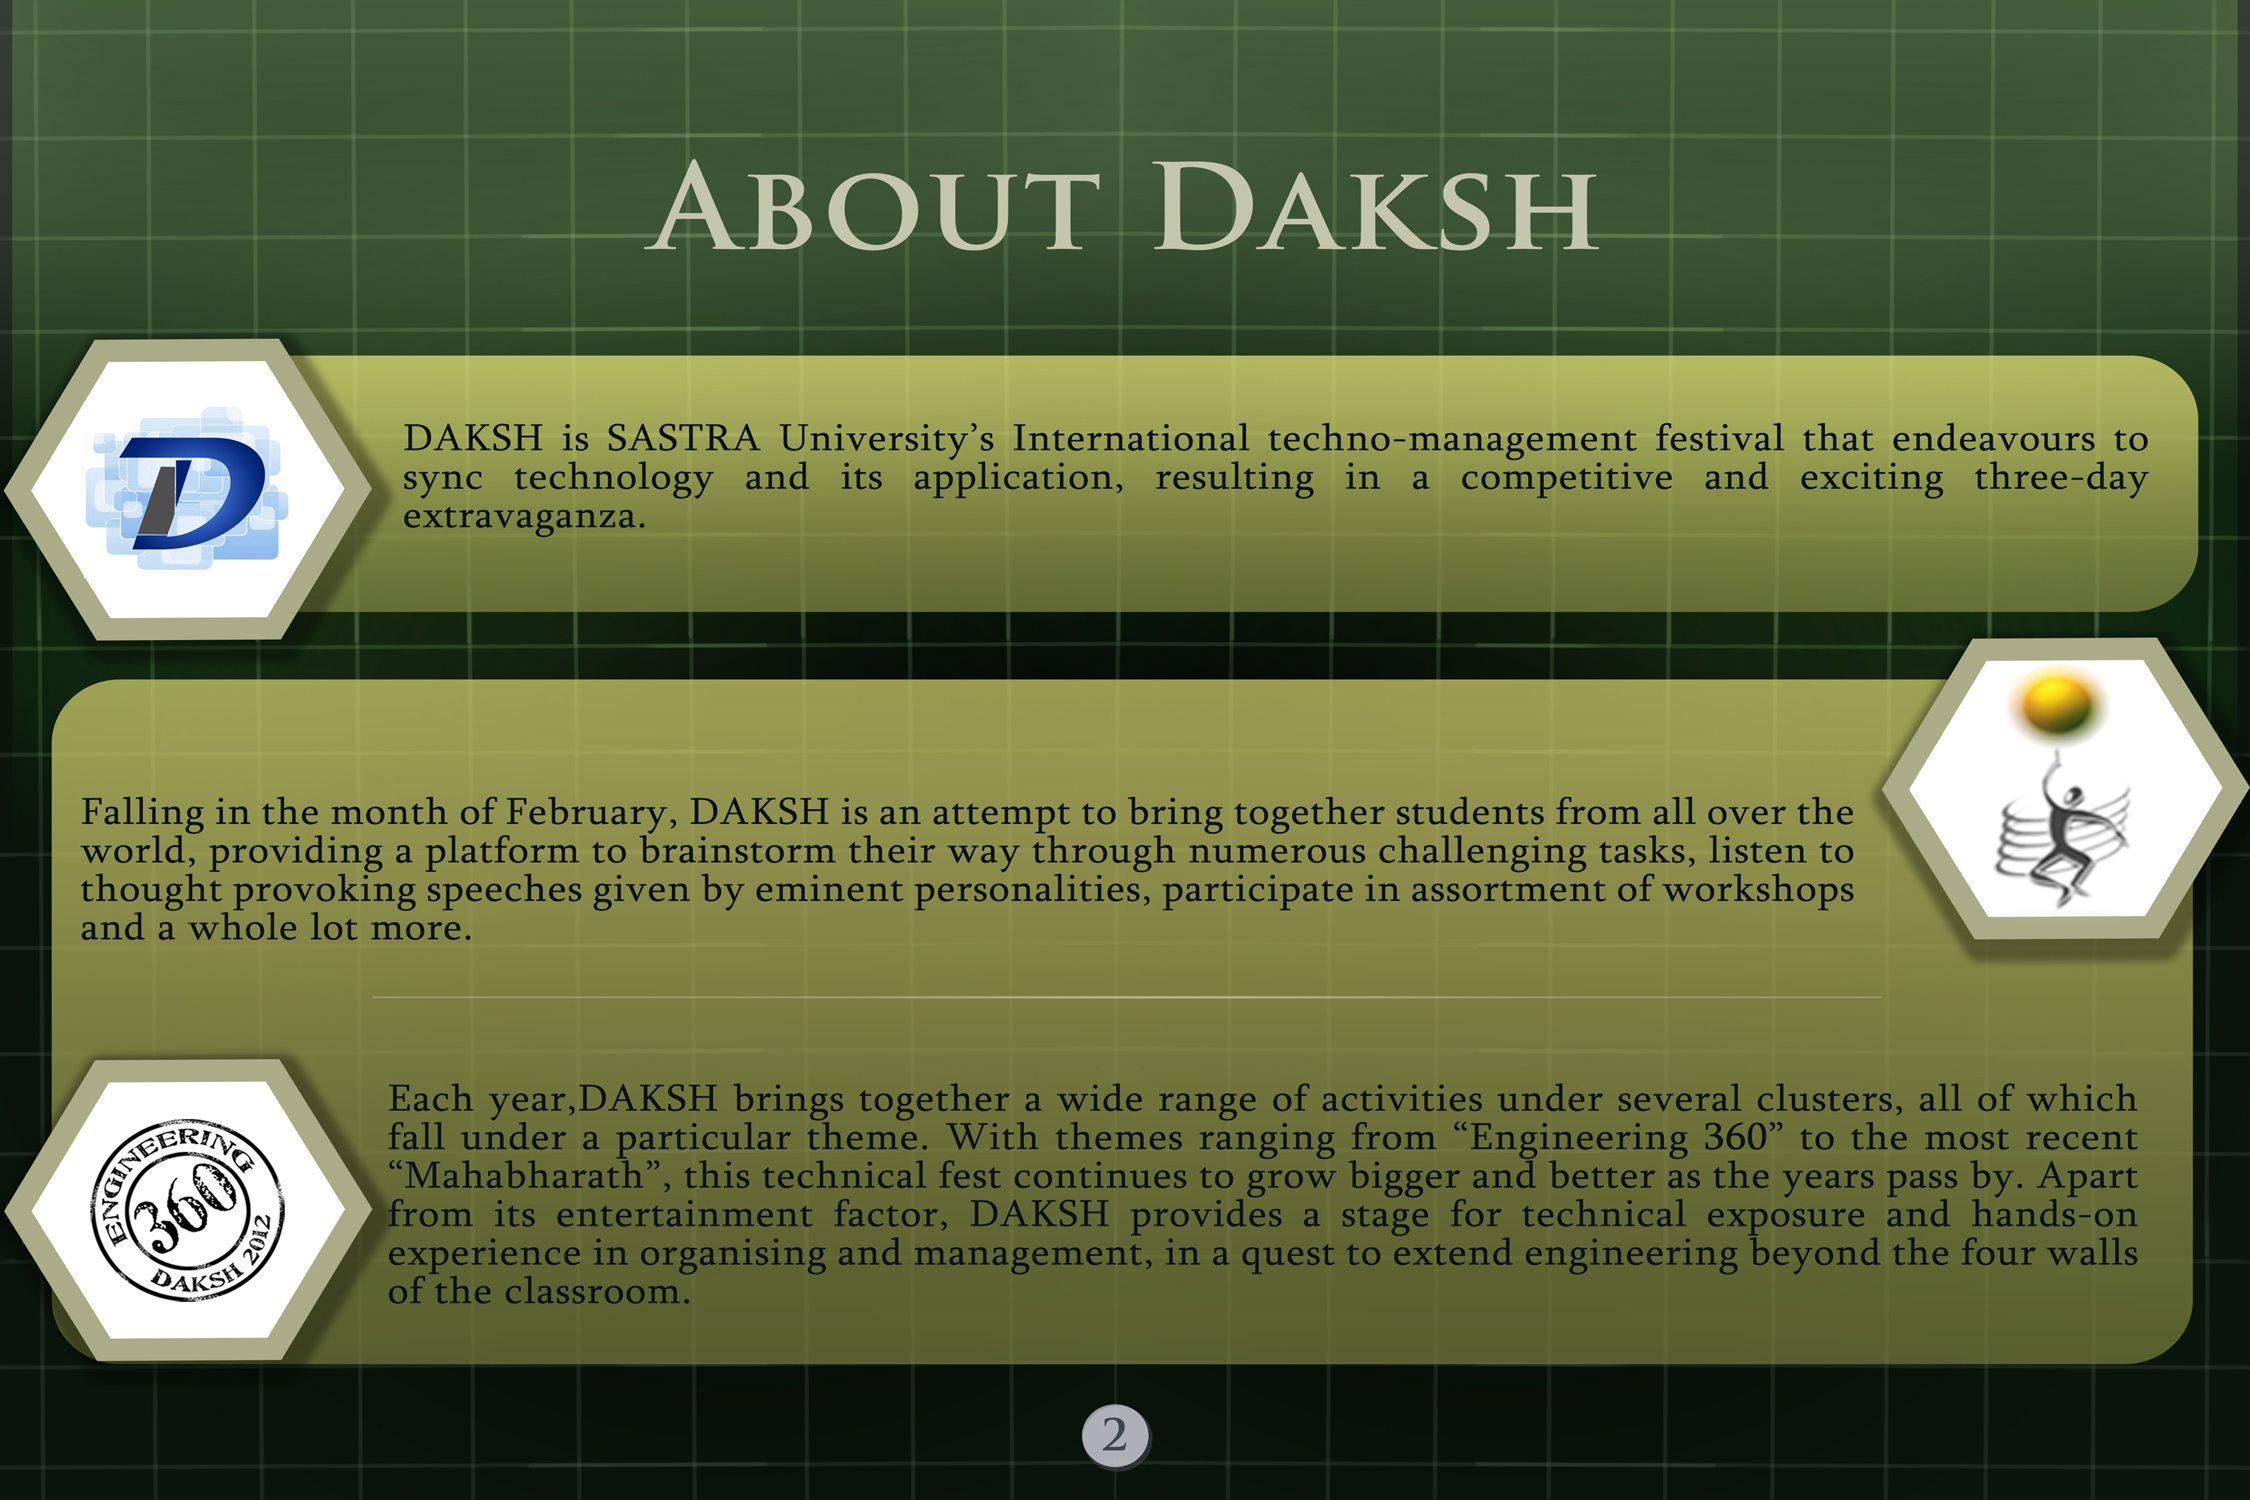 ABOUT DAKSH
DAKSH is SASTRA University’s International techno-management festival that endeavours to
sync technology and its application, resulting in a competitive and exciting three-day
extravaganza.
Falling in the month of February, DAKSH is an attempt to bring together students from all over the
world, providing a platform to brainstorm their way through numerous challenging tasks, listen to
thought provoking speeches given by eminent personalities, participate in assortment of workshops
and a whole lot more.
Each year,DAKSH brings together a wide range of activities under several clusters, all of which
fall under a particular theme. With themes ranging from “Engineering 360” to the most recent
“Mahabharath”, this technical fest continues to grow bigger and better as the years pass by. Apart
from its entertainment factor, DAKSH provides a stage for technical exposure and hands-on
experience in organising and management, in a quest to extend engineering beyond the four walls
of the classroom.
ENGINEERING
360
DAKSH 2012
2